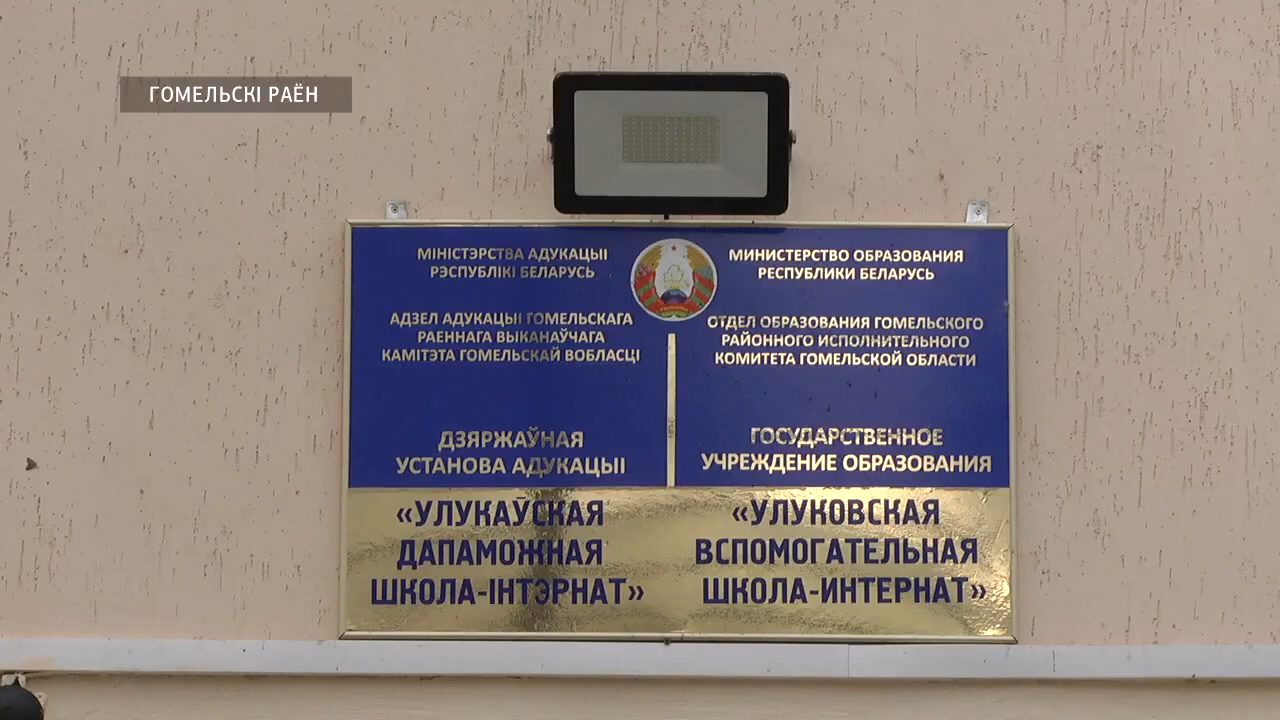 ГОМЕЛЬСКІ РАЁН
МІНІСТЭРСТВА АДУКАЦЫІ
РЭСПУБЛІКІ БЕЛАРУСЬ
АДЗЕЛ АДУКАЦЫІ ГОМЕЛЬСКАГА
РАЕННАГА ВЫКАНАЎЧАГА
КАМІТЭТА ГОМЕЛЬСКАЙ ВОБЛАСЦІ
ДЗЯРЖАЎНАЯ
УСТАНОВА АДУКАЦЫІ
«УЛУКАЎСКАЯ
ДАПАМОЖНАЯ
ШКОЛА-ІНТЭРНАТ»
МИНИСТЕРСТВО ОБРАЗОВАНИЯ
РЕСПУБЛИКИ БЕЛАРУСЬ
ОТДЕЛ ОБРАЗОВАНИЯ ГОМЕЛЬСКОГО
РАЙОННОГО ИСПОЛНИТЕЛЬНОГО
КОМИТЕТА ГОМЕЛЬСКОЙ ОБЛАСТИ
ГОСУДАРСТВЕННОЕ
УЧРЕЖДЕНИЕ ОБРАЗОВАНИЯ
«УЛУКОВСКАЯ
ВСПОМОГАТЕЛЬНАЯ
ШКОЛА-ИНТЕРНАТ»